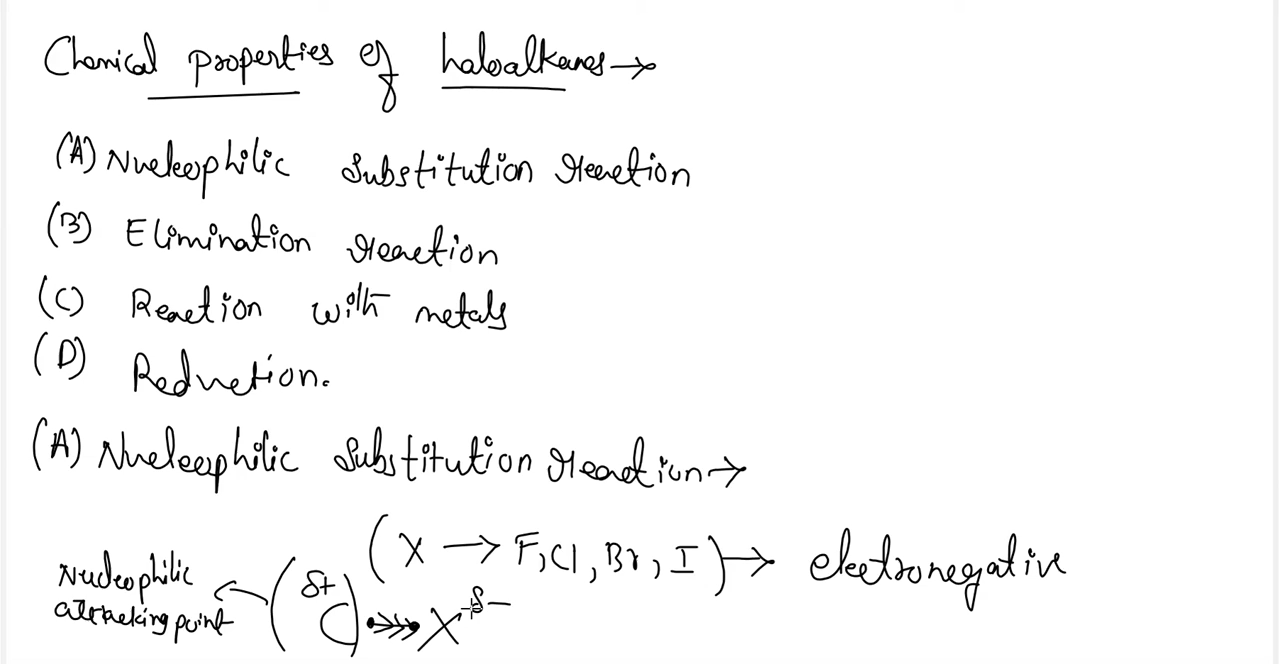 Chemical properties of haloalkanes →
(A) Nucleophilic substitution reaction
(B) Elimination reaction
(C) Reaction with metals
(D) Reduction.
(A) Nucleophilic substitution reaction →
(X → F, Cl, Br, I) → electronegative
Nucleophilic
attacking point
δ+
C X δ-